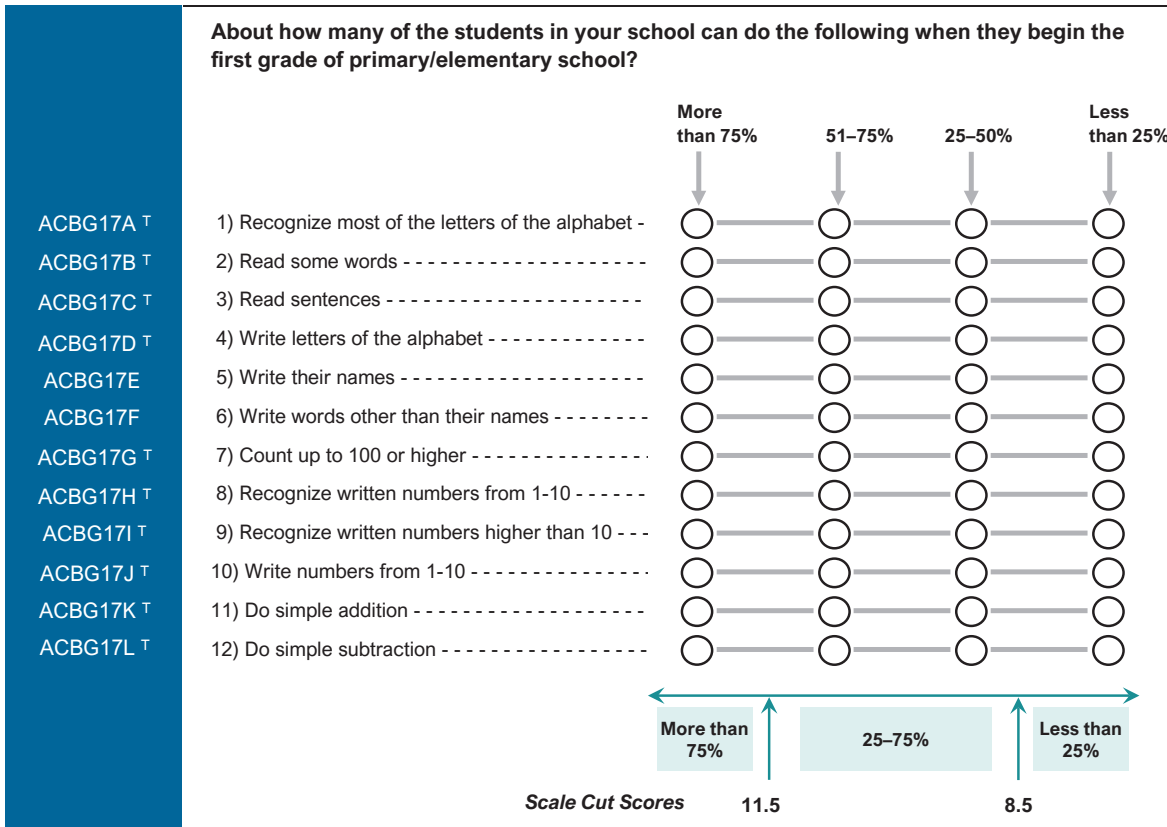 About how many of the students in your school can do the following when they begin the
first grade of primary/elementary school?
More
than 75%
51–75%
25–50%
Less
than 25%
ACBG17A ᵀ 1) Recognize most of the letters of the alphabet -
ACBG17B ᵀ 2) Read some words - - - - - - - - - - - - - - - - - - - -
ACBG17C ᵀ 3) Read sentences - - - - - - - - - - - - - - - - - - - - -
ACBG17D ᵀ 4) Write letters of the alphabet - - - - - - - - - - - - -
ACBG17E 5) Write their names - - - - - - - - - - - - - - - - - - - -
ACBG17F 6) Write words other than their names - - - - - - - -
ACBG17G ᵀ 7) Count up to 100 or higher - - - - - - - - - - - - - - -
ACBG17H ᵀ 8) Recognize written numbers from 1-10 - - - - - -
ACBG17I ᵀ 9) Recognize written numbers higher than 10 - - -
ACBG17J ᵀ 10) Write numbers from 1-10 - - - - - - - - - - - - - - -
ACBG17K ᵀ 11) Do simple addition - - - - - - - - - - - - - - - - - - -
ACBG17L ᵀ 12) Do simple subtraction - - - - - - - - - - - - - - - - -
More than
75%
25–75%
Less than
25%
Scale Cut Scores 11.5 8.5